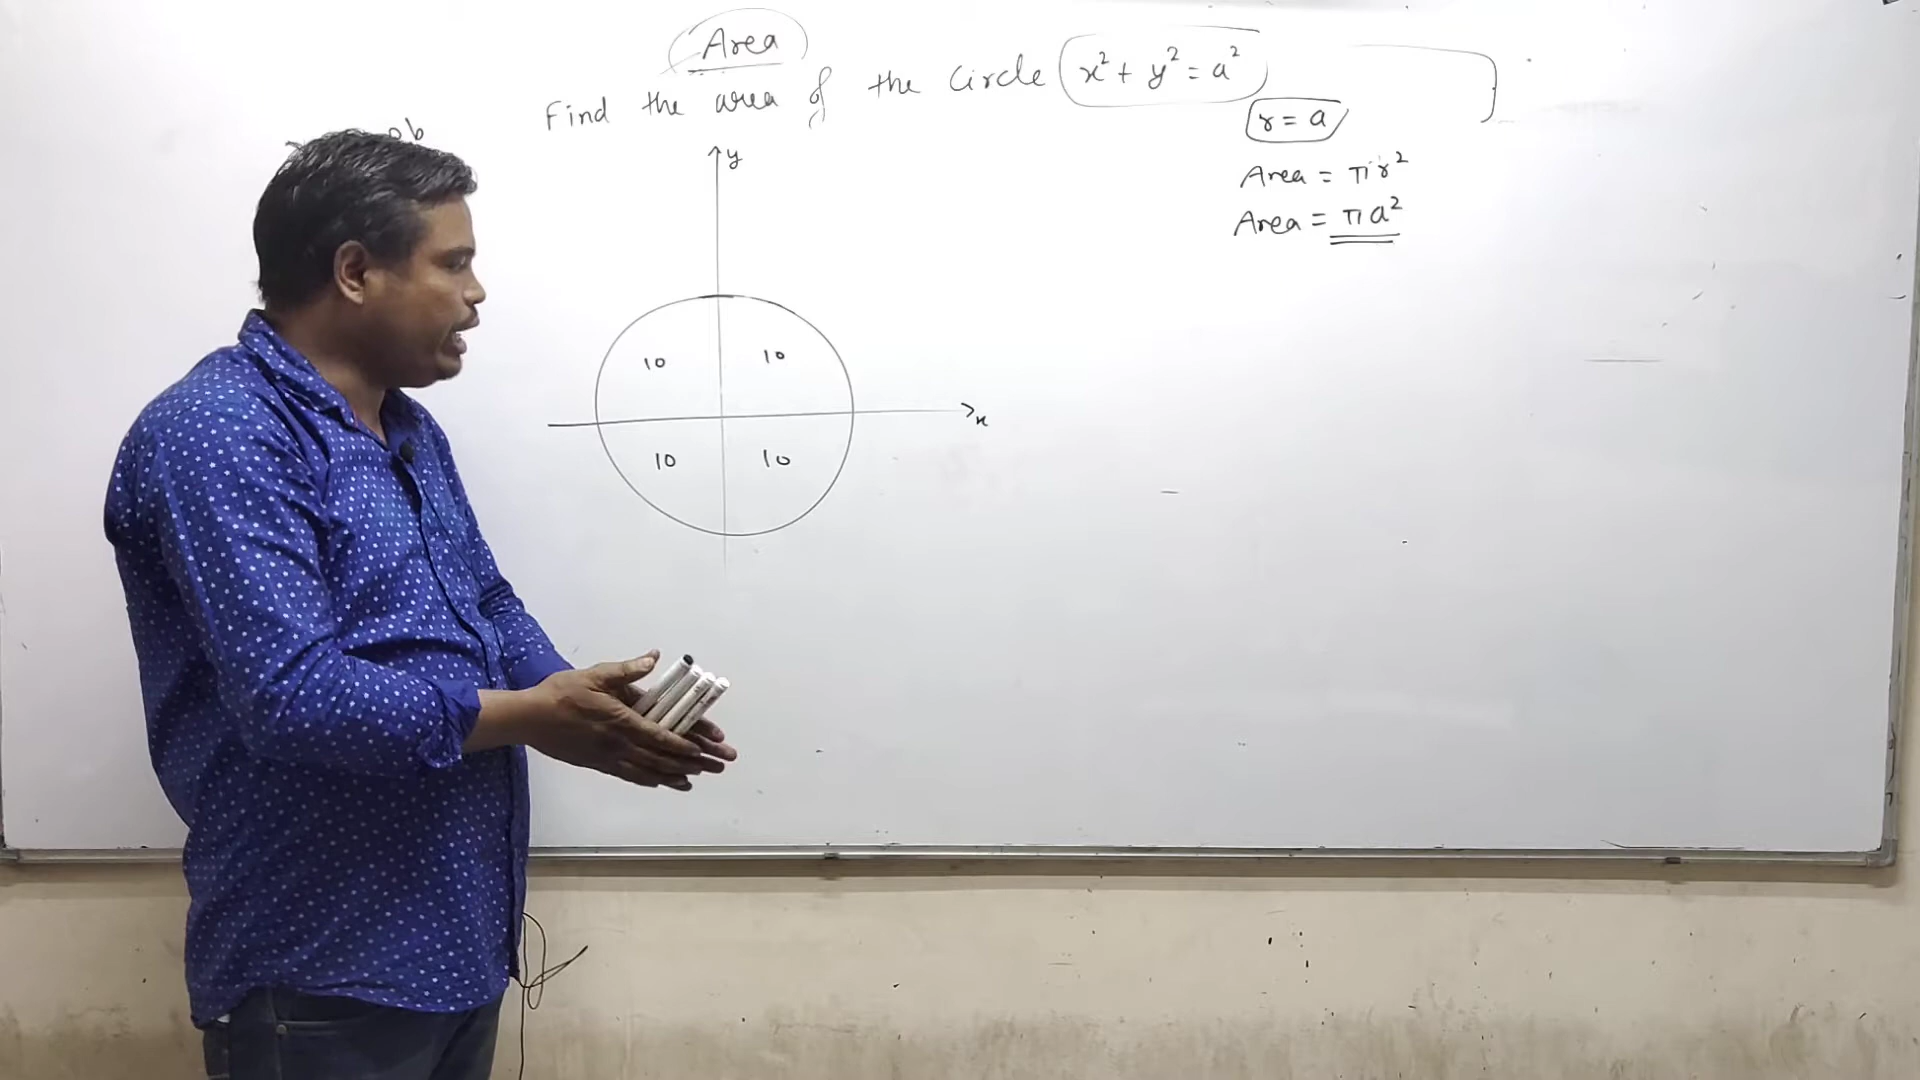 Area
Find the area of the Circle x² + y² = a²
r = a
Area = πr²
Area = πa²
y
10 10
x
10 10